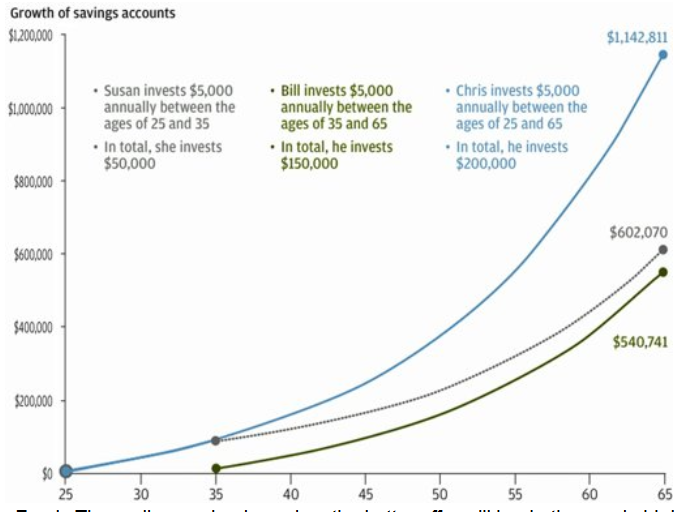 Growth of savings accounts
$1,200,000
$1,142,811
• Susan invests $5,000
annually between the
ages of 25 and 35
• In total, she invests
$50,000
• Bill invests $5,000
annually between the
ages of 35 and 65
• In total, he invests
$150,000
• Chris invests $5,000
annually between the
ages of 25 and 65
• In total, he invests
$200,000
$1,000,000
$800,000
$602,070
$600,000
$400,000
$540,741
$200,000
$0
25 30 35 40 45 50 55 60 65